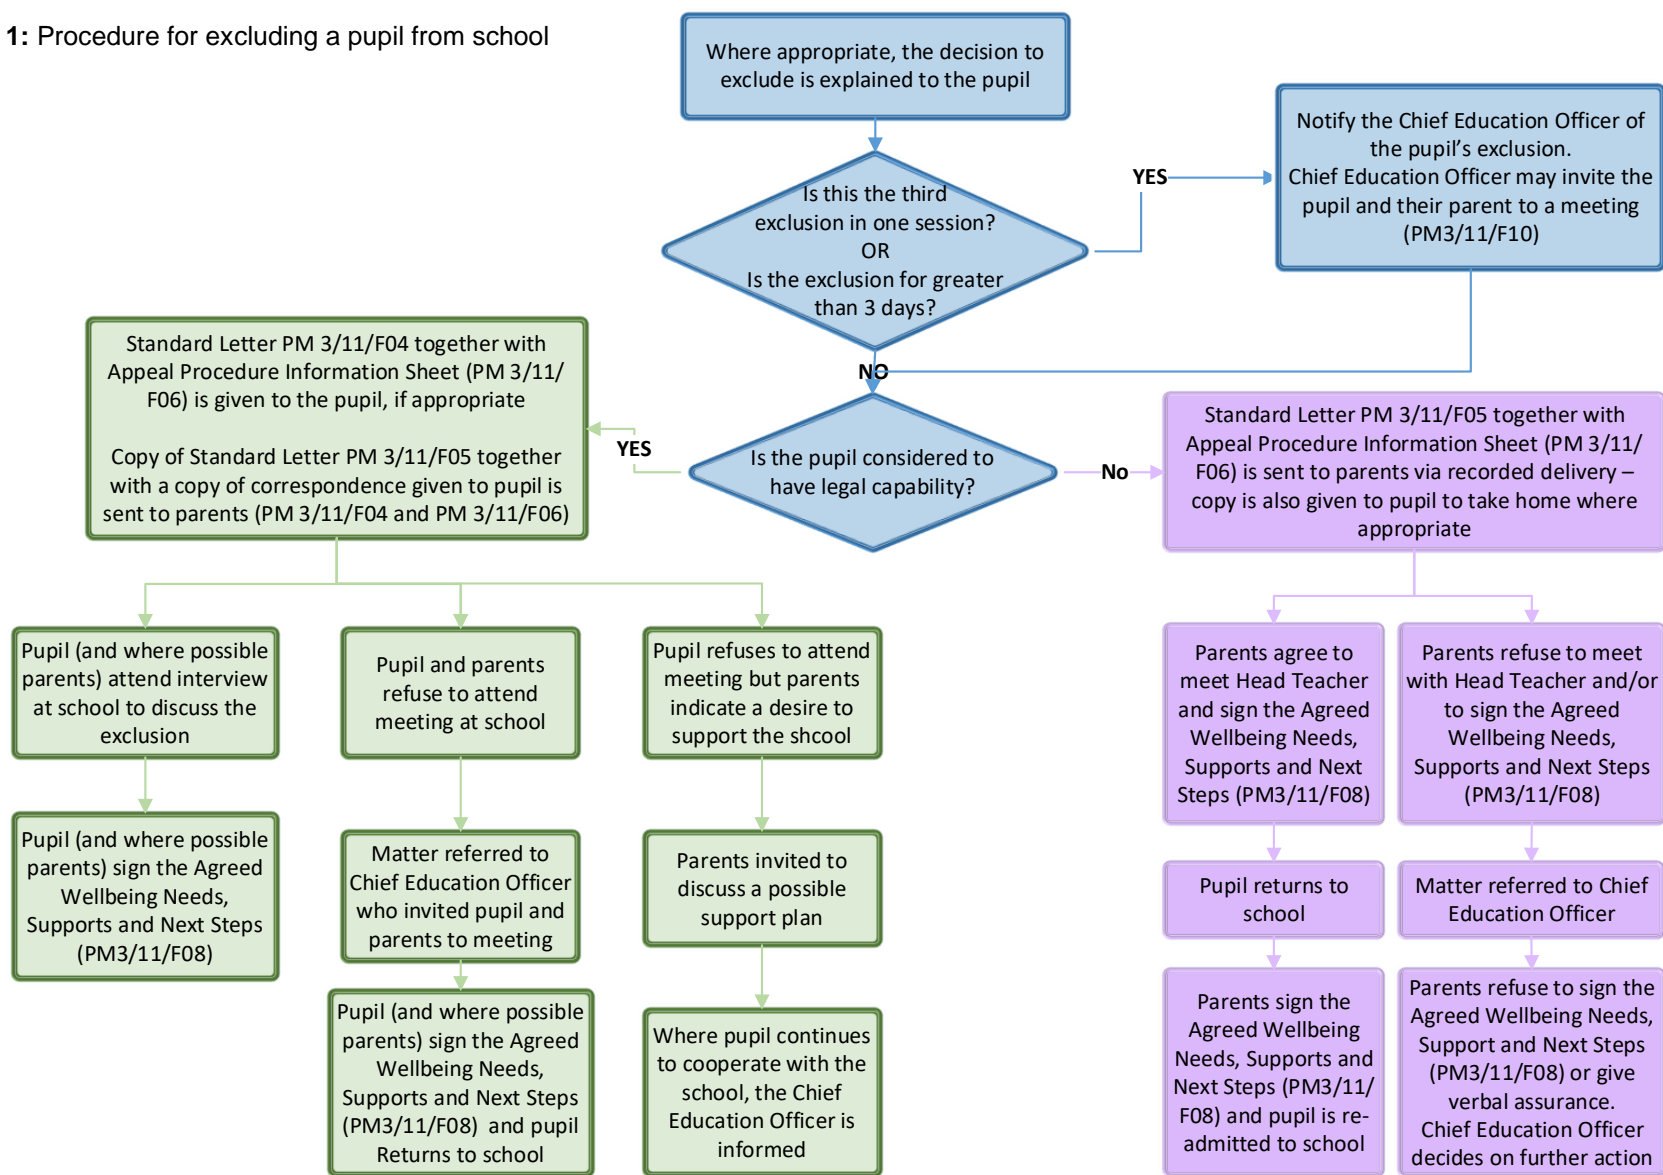 1: Procedure for excluding a pupil from school
Where appropriate, the decision to
exclude is explained to the pupil
Is this the third
exclusion in one session?
OR
Is the exclusion for greater
than 3 days?
YES
Notify the Chief Education Officer of
the pupil’s exclusion.
Chief Education Officer may invite the
pupil and their parent to a meeting
(PM3/11/F10)
NO
Is the pupil considered to
have legal capability?
YES
Standard Letter PM 3/11/F04 together with
Appeal Procedure Information Sheet (PM 3/11/
F06) is given to the pupil, if appropriate
Copy of Standard Letter PM 3/11/F05 together
with a copy of correspondence given to pupil is
sent to parents (PM 3/11/F04 and PM 3/11/F06)
No
Standard Letter PM 3/11/F05 together with
Appeal Procedure Information Sheet (PM 3/11/
F06) is sent to parents via recorded delivery –
copy is also given to pupil to take home where
appropriate
Pupil (and where possible
parents) attend interview
at school to discuss the
exclusion
Pupil (and where possible
parents) sign the Agreed
Wellbeing Needs,
Supports and Next Steps
(PM3/11/F08)
Pupil and parents
refuse to attend
meeting at school
Matter referred to
Chief Education Officer
who invited pupil and
parents to meeting
Pupil (and where possible
parents) sign the Agreed
Wellbeing Needs,
Supports and Next Steps
(PM3/11/F08) and pupil
Returns to school
Pupil refuses to attend
meeting but parents
indicate a desire to
support the shcool
Parents invited to
discuss a possible
support plan
Where pupil continues
to cooperate with the
school, the Chief
Education Officer is
informed
Parents agree to
meet Head Teacher
and sign the Agreed
Wellbeing Needs,
Supports and Next
Steps (PM3/11/F08)
Pupil returns to
school
Parents sign the
Agreed Wellbeing
Needs, Supports and
Next Steps (PM3/11/
F08) and pupil is re-
admitted to school
Parents refuse to meet
with Head Teacher and/or
to sign the Agreed
Wellbeing Needs,
Supports and Next Steps
(PM3/11/F08)
Matter referred to Chief
Education Officer
Parents refuse to sign the
Agreed Wellbeing Needs,
Support and Next Steps
(PM3/11/F08) or give
verbal assurance.
Chief Education Officer
decides on further action